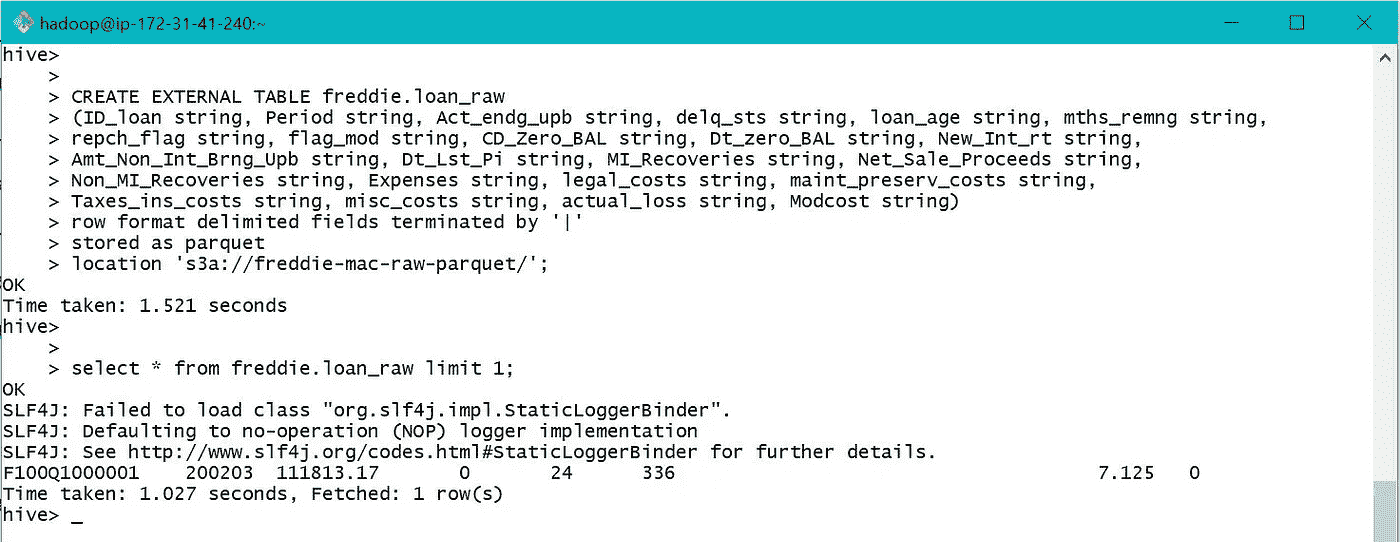 hadoop@ip-172-31-41-240:~
hive>
    >
    > CREATE EXTERNAL TABLE freddie.loan_raw
    > (ID_loan string, Period string, Act_endg_upb string, delq_sts string, loan_age string, mths_remng string,
    > repch_flag string, flag_mod string, CD_Zero_BAL string, Dt_zero_BAL string, New_Int_rt string,
    > Amt_Non_Int_Brng_Upb string, Dt_Lst_Pi string, MI_Recoveries string, Net_Sale_Proceeds string,
    > Non_MI_Recoveries string, Expenses string, legal_costs string, maint_preserv_costs string,
    > Taxes_ins_costs string, misc_costs string, actual_loss string, Modcost string)
    > row format delimited fields terminated by '|'
    > stored as parquet
    > location 's3a://freddie-mac-raw-parquet/';
OK
Time taken: 1.521 seconds
hive>
    >
    > select * from freddie.loan_raw limit 1;
OK
SLF4J: Failed to load class "org.slf4j.impl.StaticLoggerBinder".
SLF4J: Defaulting to no-operation (NOP) logger implementation
SLF4J: See http://www.slf4j.org/codes.html#StaticLoggerBinder for further details.
F100Q1000001    200203  111813.17       0       24      336                                     7.125   0
Time taken: 1.027 seconds, Fetched: 1 row(s)
hive> _